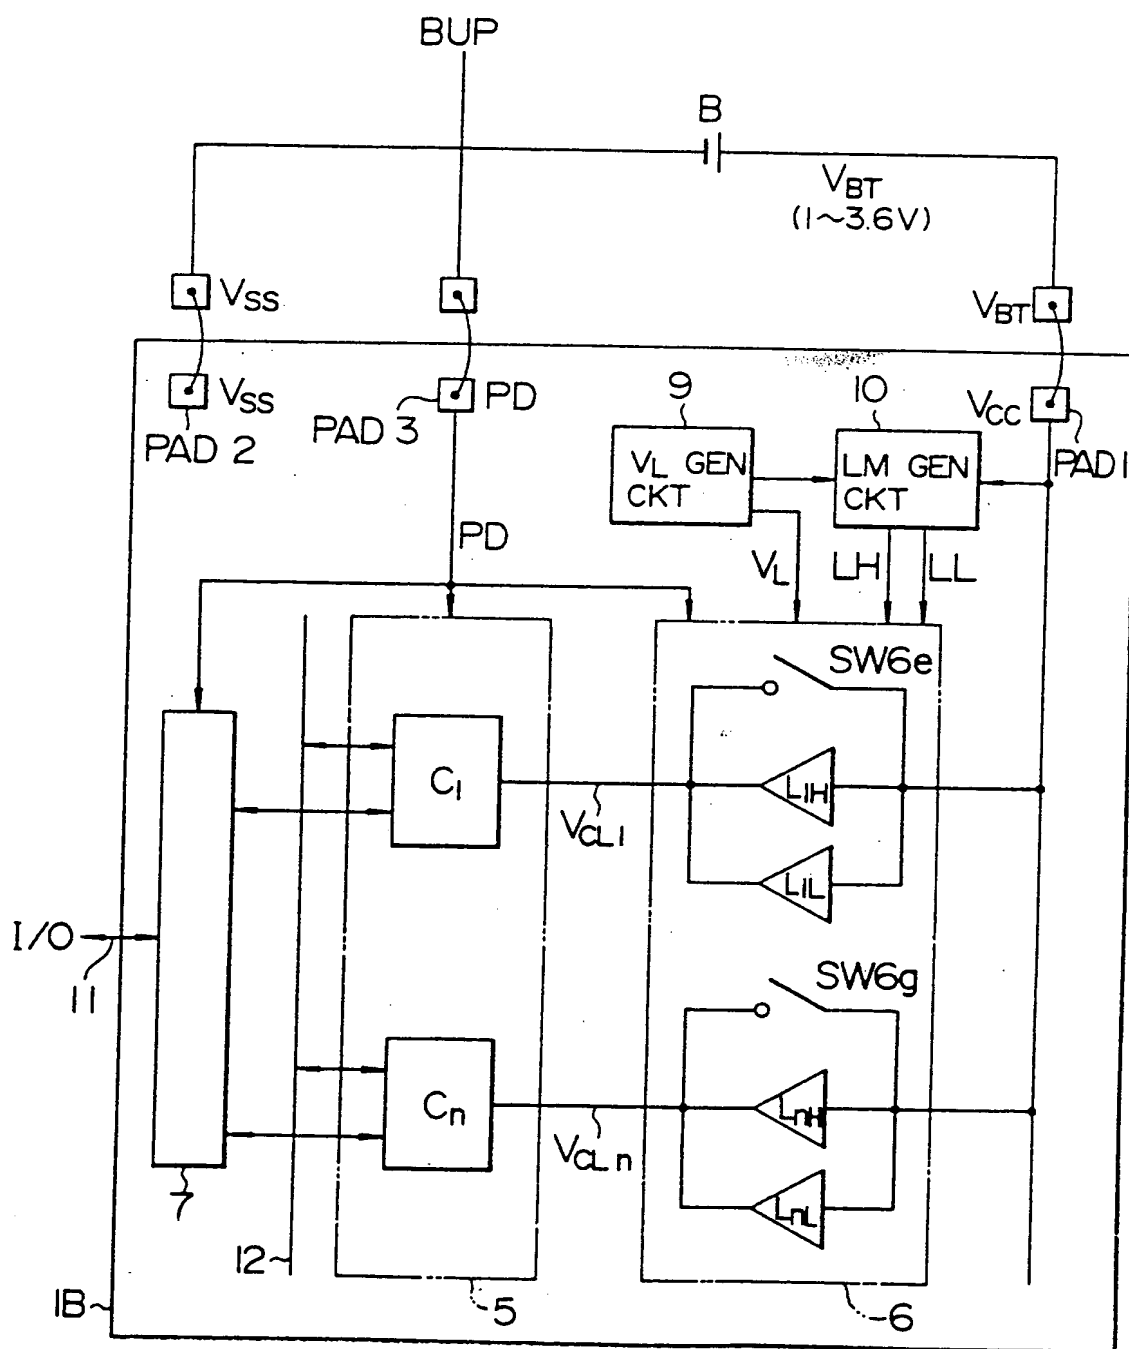 BUP
B
VBT
(1~3.6V)
VSS
VBT
VSS
PAD 2
PAD 3
PD
9
10
VCC
PAD 1
VL GEN
CKT
LM GEN
CKT
PD
VL
LH
LL
SW6e
C1
VCL1
L1H
L1L
I/O
11
SW6g
Cn
VCLn
LnH
LnL
7
12
1B
5
6